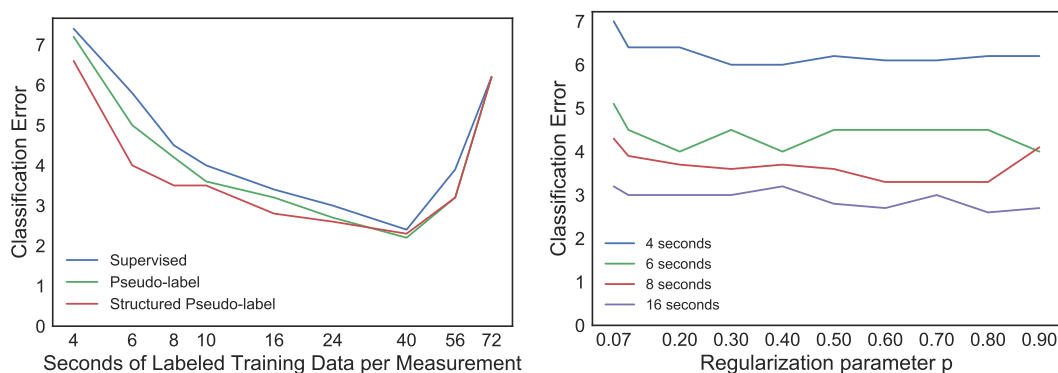 Classification Error
7
6
5
4
3
2
1
0
Supervised
Pseudo-label
Structured Pseudo-label
4 6 8 10 16 24 40 56 72
Seconds of Labeled Training Data per Measurement
Classification Error
7
6
5
4
3
2
1
0
4 seconds
6 seconds
8 seconds
16 seconds
0.07 0.20 0.30 0.40 0.50 0.60 0.70 0.80 0.90
Regularization parameter p